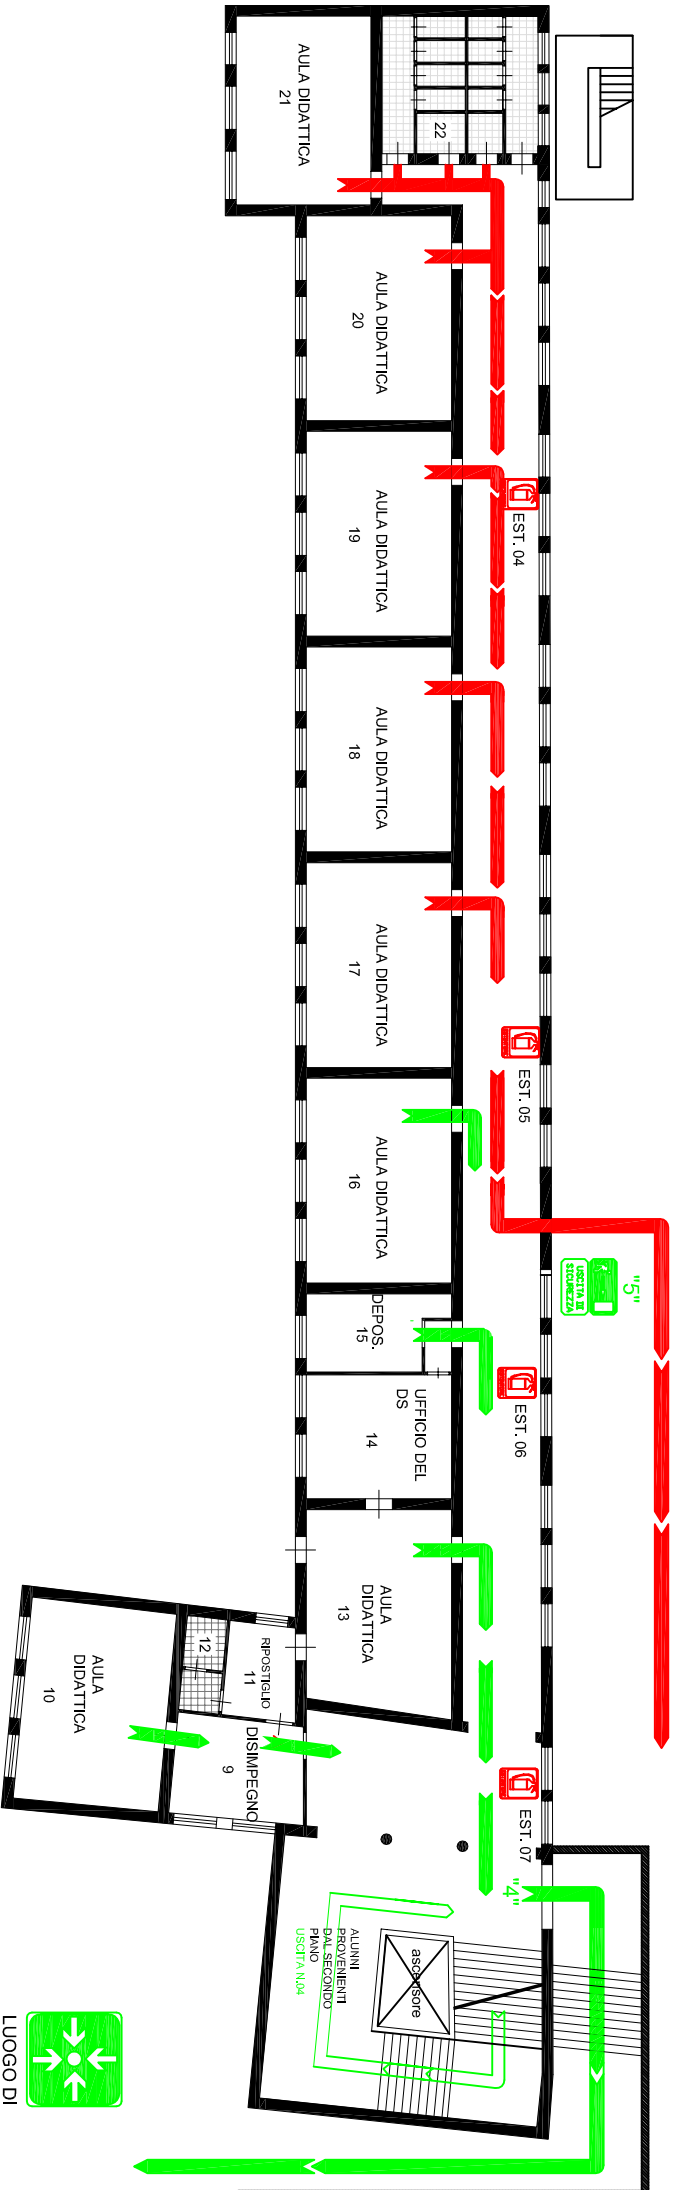 AULA DIDATTICA
21
22
AULA DIDATTICA
20
AULA DIDATTICA
19
EST. 04
AULA DIDATTICA
18
AULA DIDATTICA
17
EST. 05
AULA DIDATTICA
16
"5"
USCITA DI
SICUREZZA
DEPOS.
15
UFFICIO DEL
DS
14
EST. 06
AULA
DIDATTICA
13
RIPOSTIGLIO
11
12
AULA
DIDATTICA
10
DISIMPEGNO
9
EST. 07
"4"
ascensore
ALUNNI
PROVENIENTI
DAL SECONDO
PIANO
USCITA N.04
LUOGO DI